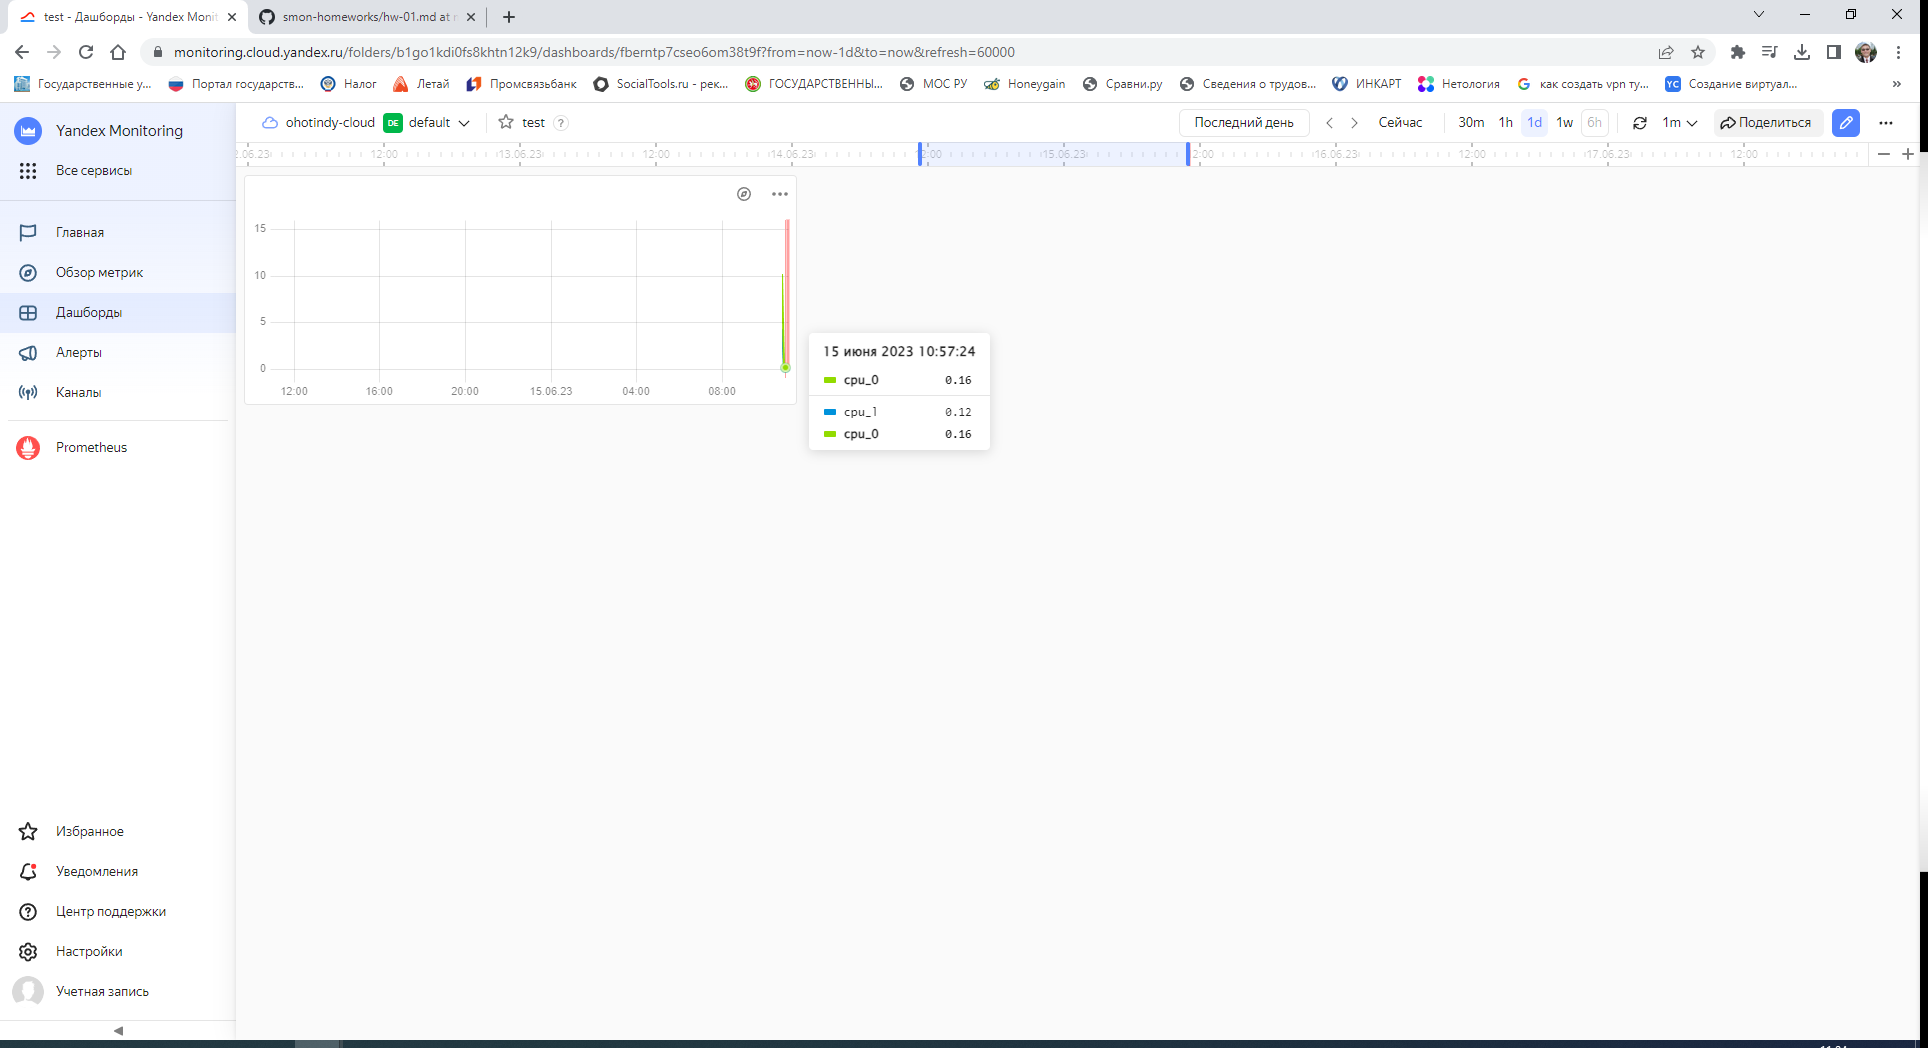 test - Дашборды - Yandex Monit
smon-homeworks/hw-01.md at
monitoring.cloud.yandex.ru/folders/b1go1kdi0fs8khtn12k9/dashboards/fberntp7cseo6om38t9f?from=now-1d&to=now&refresh=60000
Государственные у... Портал государств... Налог Летай Промсвязьбанк SocialTools.ru - рек... ГОСУДАРСТВЕННЫ... МОС РУ Honeygain Сравни.ру Сведения о трудов... ИНКАРТ Нетология как создать vpn ту... YC Создание виртуал... »
Yandex Monitoring
ohotindy-cloud DE default test ? Последний день Сейчас 30m 1h 1d 1w 6h 1m Поделиться
.06.23 12:00 13.06.23 12:00 14.06.23 2:00 15.06.23 2:00 16.06.23 12:00 17.06.23 12:00
Все сервисы
Главная
Обзор метрик
Дашборды
Алерты
Каналы
Prometheus
15
10
5
0
12:00 16:00 20:00 15.06.23 04:00 08:00
15 июня 2023 10:57:24
cpu_0 0.16
cpu_1 0.12
cpu_0 0.16
Избранное
Уведомления
Центр поддержки
Настройки
Учетная запись